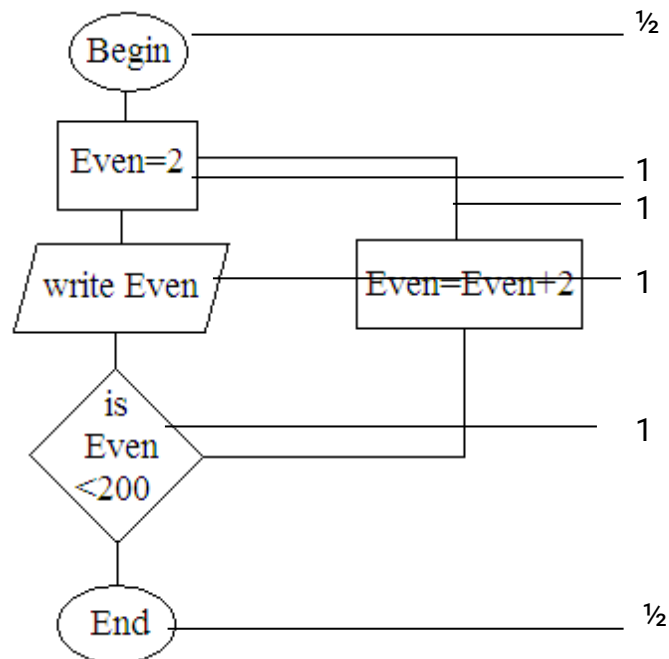 Begin
½
Even=2
1
1
write Even
Even=Even+2
1
is
Even
<200
1
End
½